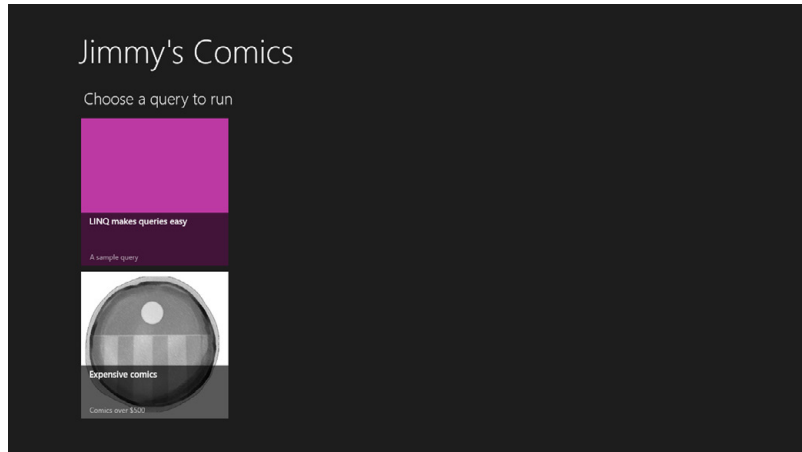 Jimmy's Comics
Choose a query to run
LINQ makes queries easy
A sample query
Expensive comics
Comics over $500